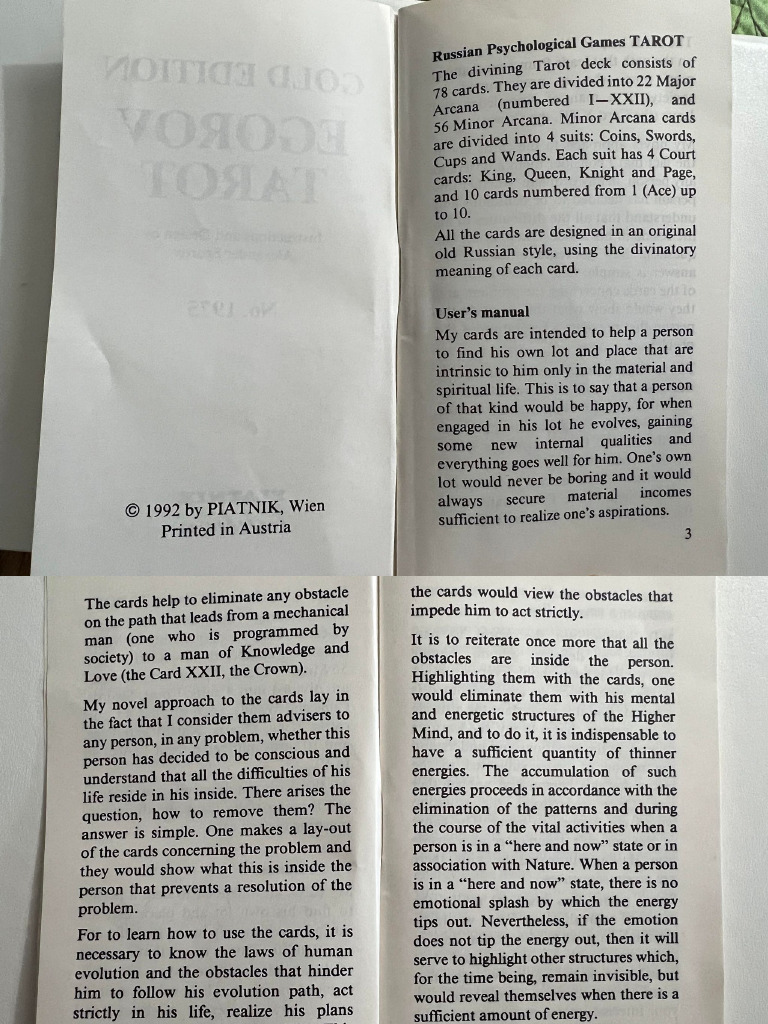 © 1992 by PIATNIK, Wien
Printed in Austria
Russian Psychological Games TAROT
The divining Tarot deck consists of
78 cards. They are divided into 22 Major
Arcana (numbered I—XXII), and
56 Minor Arcana. Minor Arcana cards
are divided into 4 suits: Coins, Swords,
Cups and Wands. Each suit has 4 Court
cards: King, Queen, Knight and Page,
and 10 cards numbered from 1 (Ace) up
to 10.
All the cards are designed in an original
old Russian style, using the divinatory
meaning of each card.
User's manual
My cards are intended to help a person
to find his own lot and place that are
intrinsic to him only in the material and
spiritual life. This is to say that a person
of that kind would be happy, for when
engaged in his lot he evolves, gaining
some new internal qualities and
everything goes well for him. One's own
lot would never be boring and it would
always secure material incomes
sufficient to realize one's aspirations.
3
The cards help to eliminate any obstacle
on the path that leads from a mechanical
man (one who is programmed by
society) to a man of Knowledge and
Love (the Card XXII, the Crown).
My novel approach to the cards lay in
the fact that I consider them advisers to
any person, in any problem, whether this
person has decided to be conscious and
understand that all the difficulties of his
life reside in his inside. There arises the
question, how to remove them? The
answer is simple. One makes a lay-out
of the cards concerning the problem and
they would show what this is inside the
person that prevents a resolution of the
problem.
For to learn how to use the cards, it is
necessary to know the laws of human
evolution and the obstacles that hinder
him to follow his evolution path, act
strictly in his life, realize his plans
the cards would view the obstacles that
impede him to act strictly.
It is to reiterate once more that all the
obstacles are inside the person.
Highlighting them with the cards, one
would eliminate them with his mental
and energetic structures of the Higher
Mind, and to do it, it is indispensable to
have a sufficient quantity of thinner
energies. The accumulation of such
energies proceeds in accordance with the
elimination of the patterns and during
the course of the vital activities when a
person is in a “here and now” state or in
association with Nature. When a person
is in a “here and now” state, there is no
emotional splash by which the energy
tips out. Nevertheless, if the emotion
does not tip the energy out, then it will
serve to highlight other structures which,
for the time being, remain invisible, but
would reveal themselves when there is a
sufficient amount of energy.